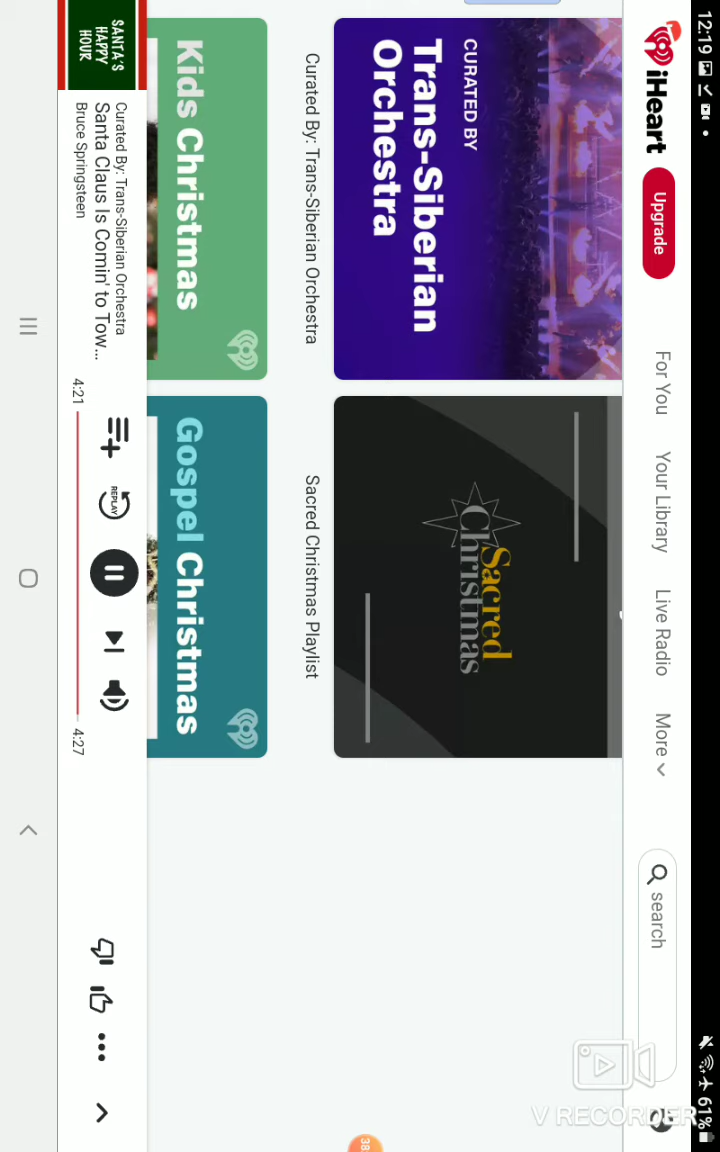 12:19
61%
iHeart
Upgrade
For You
Your Library
Live Radio
More
search
CURATED BY
Trans-Siberian
Orchestra
Sacred
Christmas
Curated By: Trans-Siberian Orchestra
Sacred Christmas Playlist
Kids Christmas
Gospel Christmas
SANTA'S
HAPPY
HOUR
Curated By: Trans-Siberian Orchestra
Santa Claus Is Comin' to Tow...
Bruce Springsteen
REPLAY
4:21
4:27
V RECORDER
38